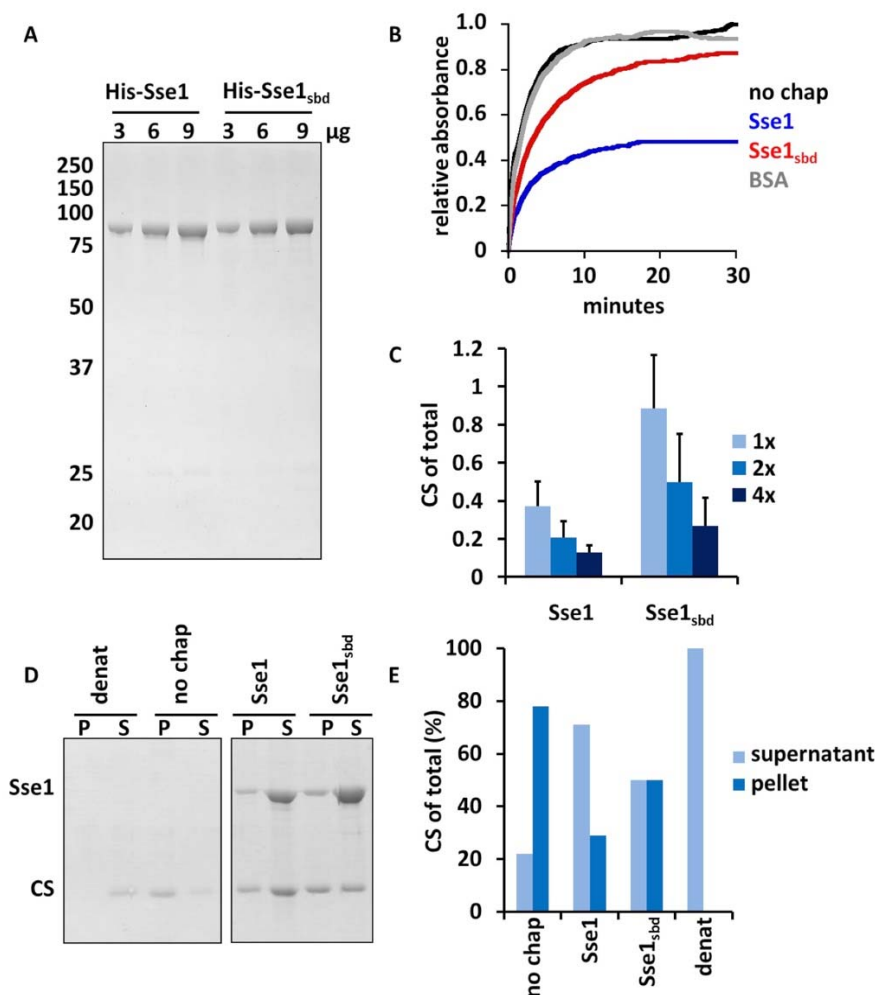 A
His-Sse1 His-Sse1sbd
3 6 9 3 6 9 µg
250
150
100
75
50
37
25
20
B
relative absorbance
1.0
0.8
0.6
0.4
0.2
0
0 10 20 30
minutes
no chap
Sse1
Sse1sbd
BSA
C
CS of total
1.2
1
0.8
0.6
0.4
0.2
0
Sse1 Sse1sbd
1x
2x
4x
D
denat no chap Sse1 Sse1sbd
P S P S P S P S
Sse1
CS
E
CS of total (%)
100
80
60
40
20
0
no chap Sse1 Sse1sbd denat
supernatant
pellet